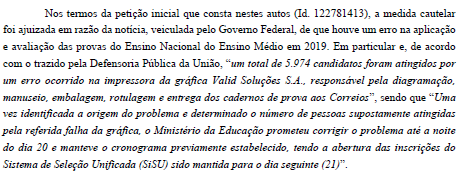 Nos termos da petição inicial que consta nestes autos (Id. 122781413), a medida cautelar
foi ajuizada em razão da notícia, veiculada pelo Governo Federal, de que houve um erro na aplicação
e avaliação das provas do Ensino Nacional do Ensino Médio em 2019. Em particular e, de acordo
com o trazido pela Defensoria Pública da União, “um total de 5.974 candidatos foram atingidos por
um erro ocorrido na impressora da gráfica Valid Soluções S.A., responsável pela diagramação,
manuseio, embalagem, rotulagem e entrega dos cadernos de prova aos Correios”, sendo que “Uma
ves identificada a origem do problema e determinado o número de pessoas supostamente atingidas
pela referida falha da gráfica, o Ministério da Educação prometeu corrigir o problema até a noite
do dia 20 e manteve o cronograma previamente estabelecido, tendo a abertura das inscrições do
Sistema de Seleção Unificada (SiSU) sido mantida para o dia seguinte (21)”.